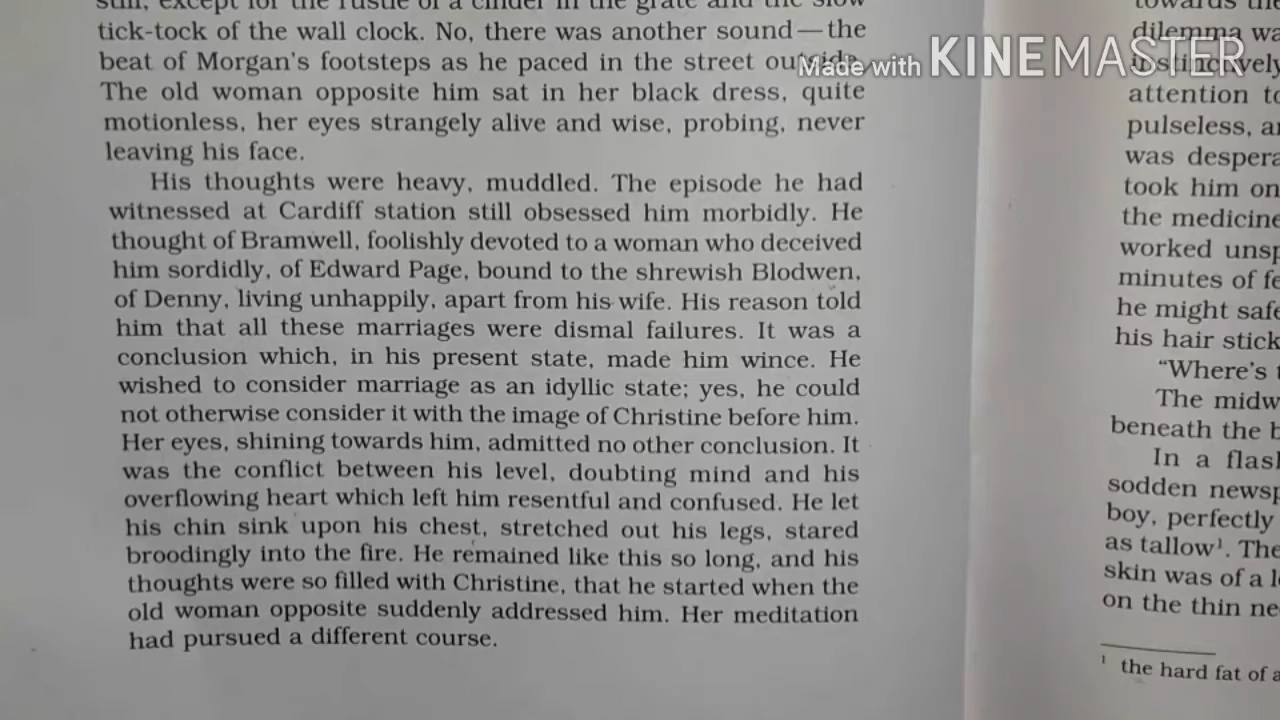 still, except for the rustle of a cinder in the grate and the slow
tick-tock of the wall clock. No, there was another sound — the
beat of Morgan's footsteps as he paced in the street outside.
The old woman opposite him sat in her black dress, quite
motionless, her eyes strangely alive and wise, probing, never
leaving his face.
His thoughts were heavy, muddled. The episode he had
witnessed at Cardiff station still obsessed him morbidly. He
thought of Bramwell, foolishly devoted to a woman who deceived
him sordidly, of Edward Page, bound to the shrewish Blodwen,
of Denny, living unhappily, apart from his wife. His reason told
him that all these marriages were dismal failures. It was a
conclusion which, in his present state, made him wince. He
wished to consider marriage as an idyllic state; yes, he could
not otherwise consider it with the image of Christine before him.
Her eyes, shining towards him, admitted no other conclusion. It
was the conflict between his level, doubting mind and his
overflowing heart which left him resentful and confused. He let
his chin sink upon his chest, stretched out his legs, stared
broodingly into the fire. He remained like this so long, and his
thoughts were so filled with Christine, that he started when the
old woman opposite suddenly addressed him. Her meditation
had pursued a different course.
Made with KINEMASTER
towards the
dilemma
instinctively
attention
pulseless,
was
took him on
the medicine
worked
minutes of
he might
his hair stick
"Where's
The
beneath the
In a
sodden
boy, perfectly
as tallow¹. The
skin was of a
on the thin
¹ the hard fat of a